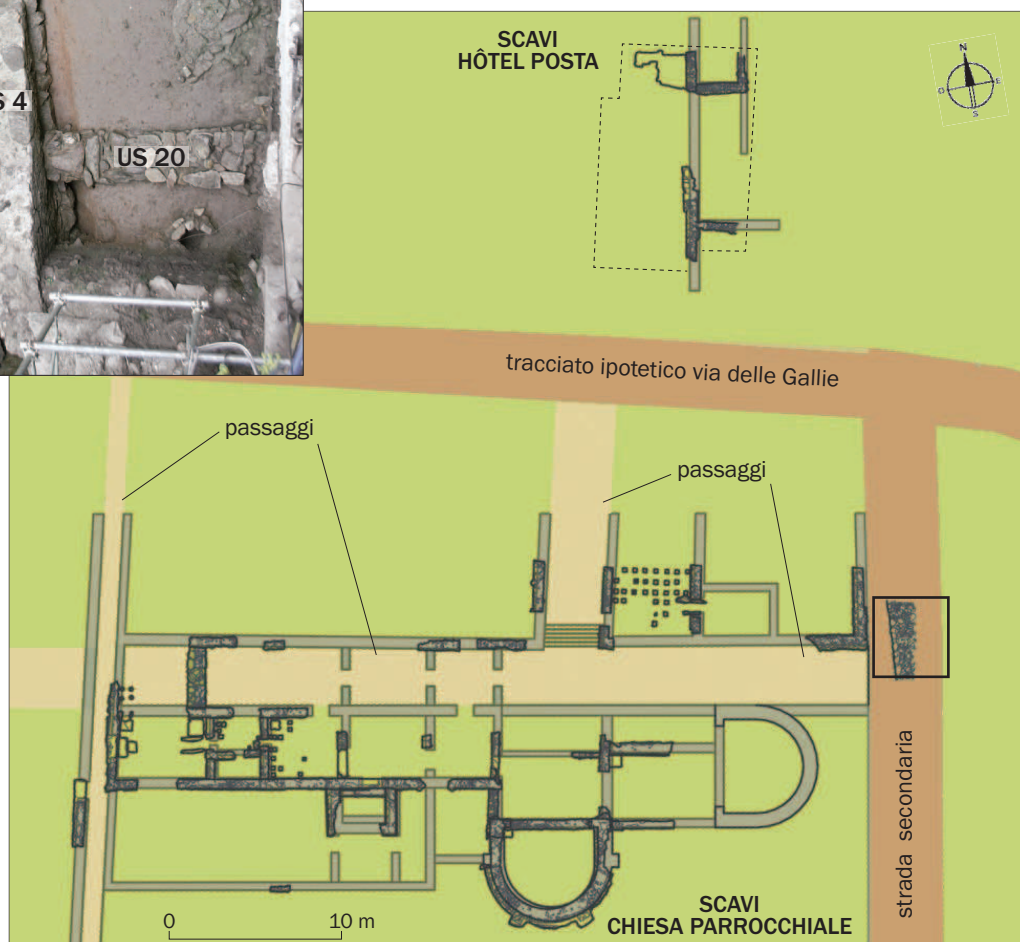 S 4
US 20
SCAVI
HÔTEL POSTA
N
O
E
S
tracciato ipotetico via delle Gallie
passaggi
passaggi
strada secondaria
0
10 m
SCAVI
CHIESA PARROCCHIALE